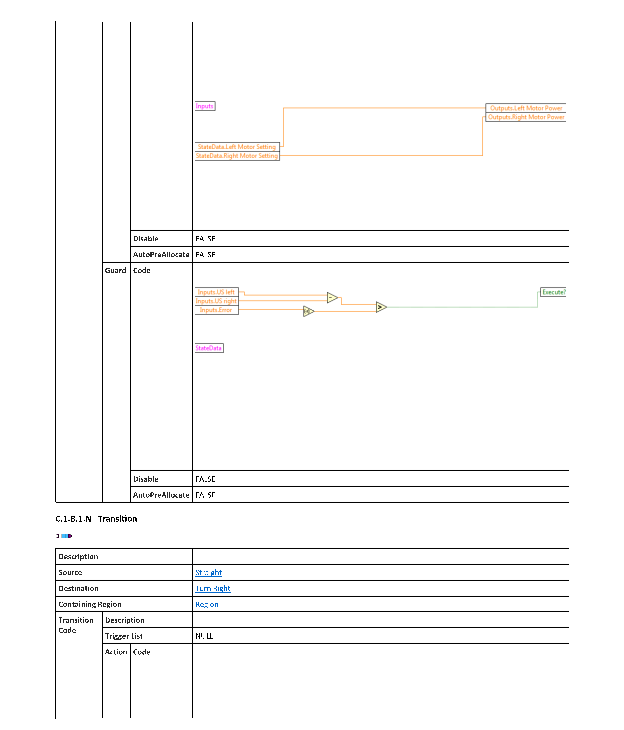 Inputs
Outputs.Left Motor Power
Outputs.Right Motor Power
StateData.Left Motor Setting
StateData.Right Motor Setting
Disable FALSE
AutoPreAllocate FALSE
Guard Code
Inputs.US left
Execute?
Inputs.US right
Inputs.Error
StateData
Disable FALSE
AutoPreAllocate FALSE
C.1.B.1.N Transition
Description
Source Straight
Destination Turn Right
Containing Region Region
Transition Description
Code
Trigger List NULL
Action Code